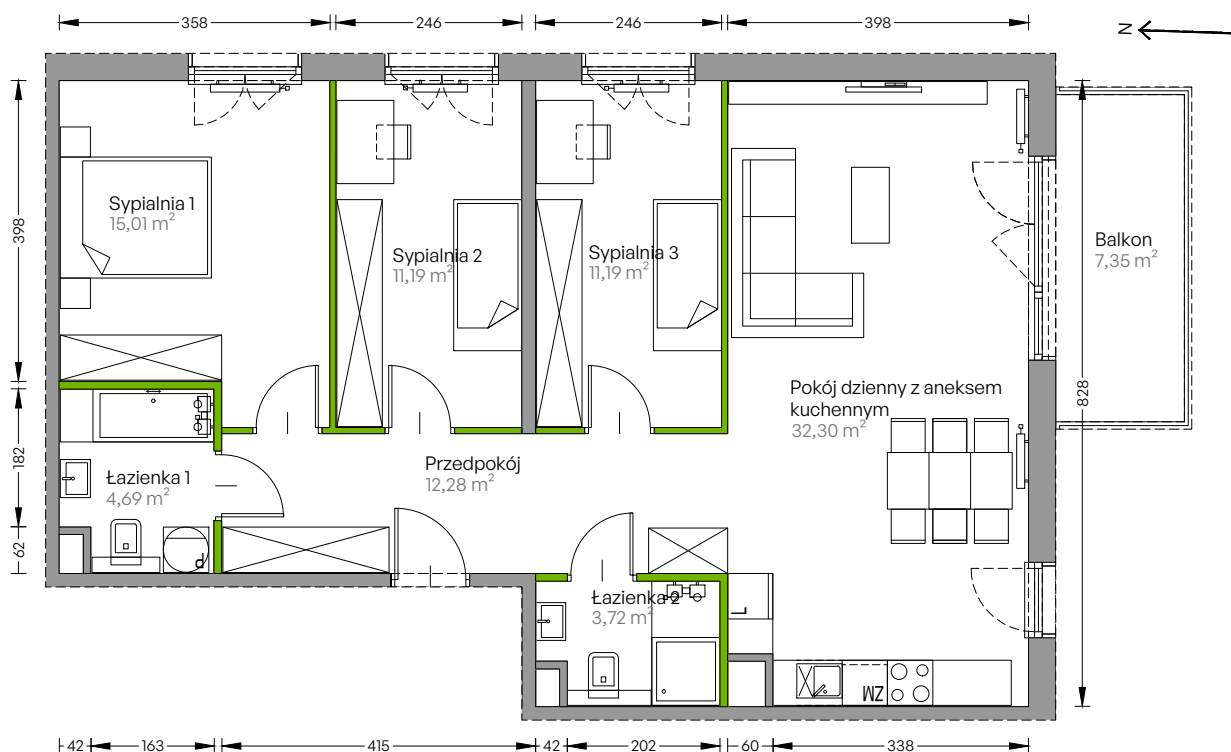 358
246
246
398
N
398
Sypialnia 1
15,01 m²
Sypialnia 2
11,19 m²
Sypialnia 3
11,19 m²
Balkon
7,35 m²
Pokój dzienny z aneksem
kuchennym
32,30 m²
828
182
Łazienka 1
4,69 m²
Przedpokój
12,28 m²
62
P
Łazienka 2
3,72 m²
L
ZM
42
163
415
42
202
60
338